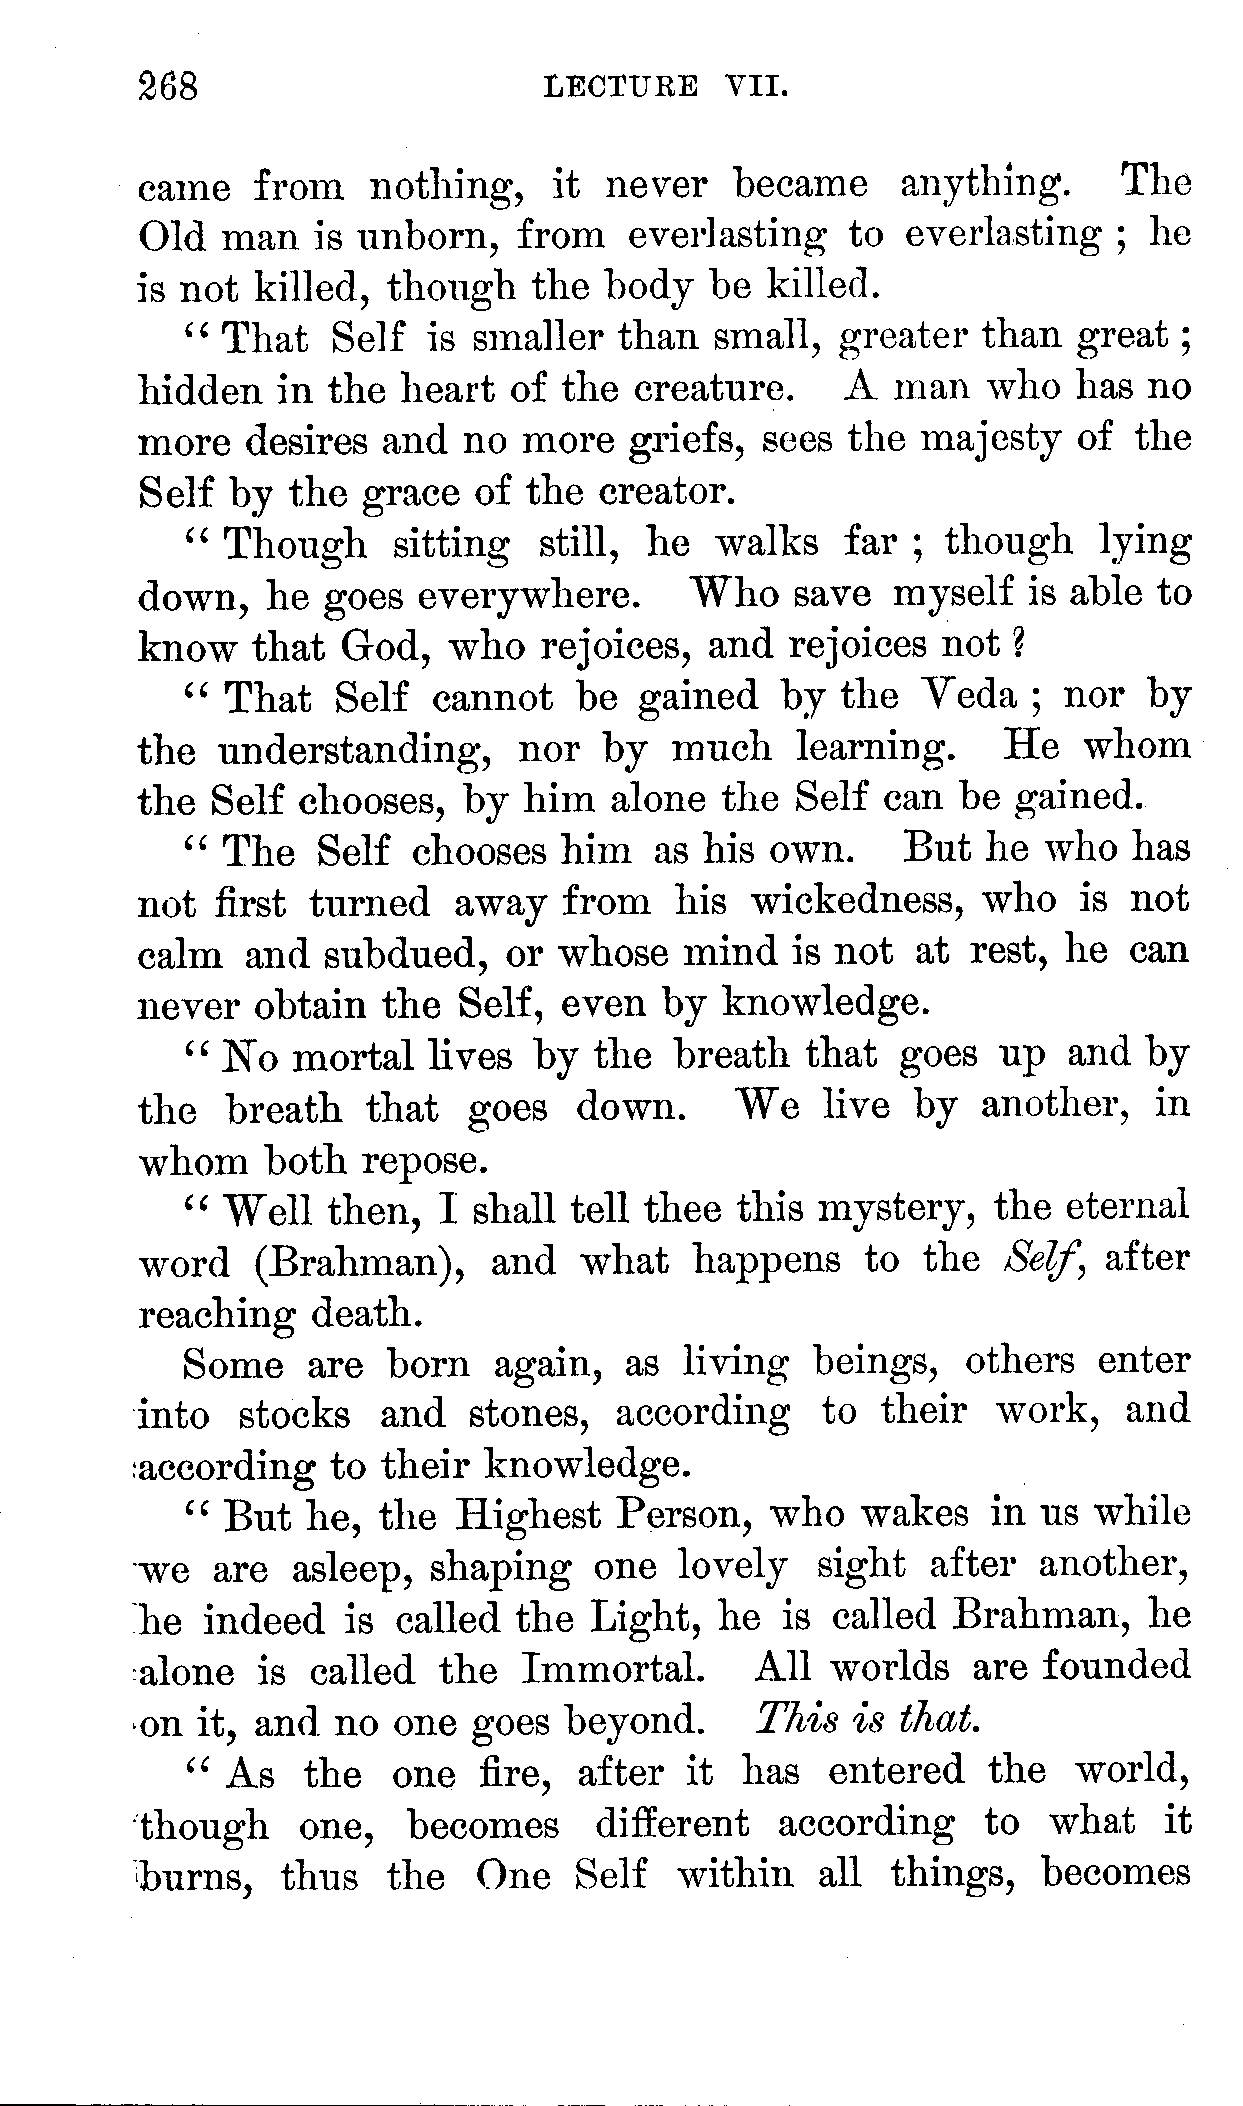 268 LECTURE VII.
came from nothing, it never became anything. The
Old man is unborn, from everlasting to everlasting ; he
is not killed, though the body be killed.
“ That Self is smaller than small, greater than great ;
hidden in the heart of the creature. A man who has no
more desires and no more griefs, sees the majesty of the
Self by the grace of the creator.
“ Though sitting still, he walks far ; though lying
down, he goes everywhere. Who save myself is able to
know that God, who rejoices, and rejoices not ?
“ That Self cannot be gained by the Veda ; nor by
the understanding, nor by much learning. He whom
the Self chooses, by him alone the Self can be gained.
“ The Self chooses him as his own. But he who has
not first turned away from his wickedness, who is not
calm and subdued, or whose mind is not at rest, he can
never obtain the Self, even by knowledge.
“ No mortal lives by the breath that goes up and by
the breath that goes down. We live by another, in
whom both repose.
“ Well then, I shall tell thee this mystery, the eternal
word (Brahman), and what happens to the Self, after
reaching death.
Some are born again, as living beings, others enter
into stocks and stones, according to their work, and
according to their knowledge.
“ But he, the Highest Person, who wakes in us while
we are asleep, shaping one lovely sight after another,
he indeed is called the Light, he is called Brahman, he
alone is called the Immortal. All worlds are founded
on it, and no one goes beyond. This is that.
“ As the one fire, after it has entered the world,
though one, becomes different according to what it
burns, thus the One Self within all things, becomes